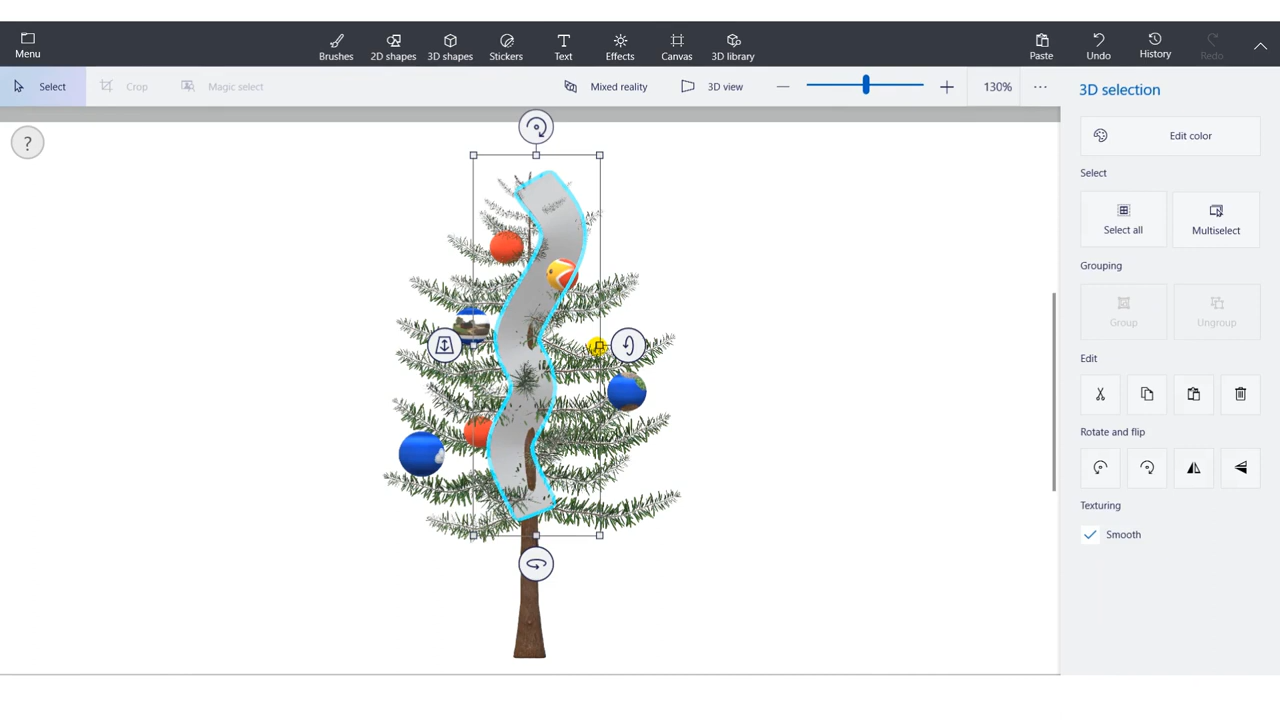 Menu
Brushes
2D shapes
3D shapes
Stickers
Text
Effects
Canvas
3D library
Paste
Undo
History
Redo
Select
Crop
Magic select
Mixed reality
3D view
130%
?
3D selection
Edit color
Select
Select all
Multiselect
Grouping
Group
Ungroup
Edit
Rotate and flip
Texturing
Smooth